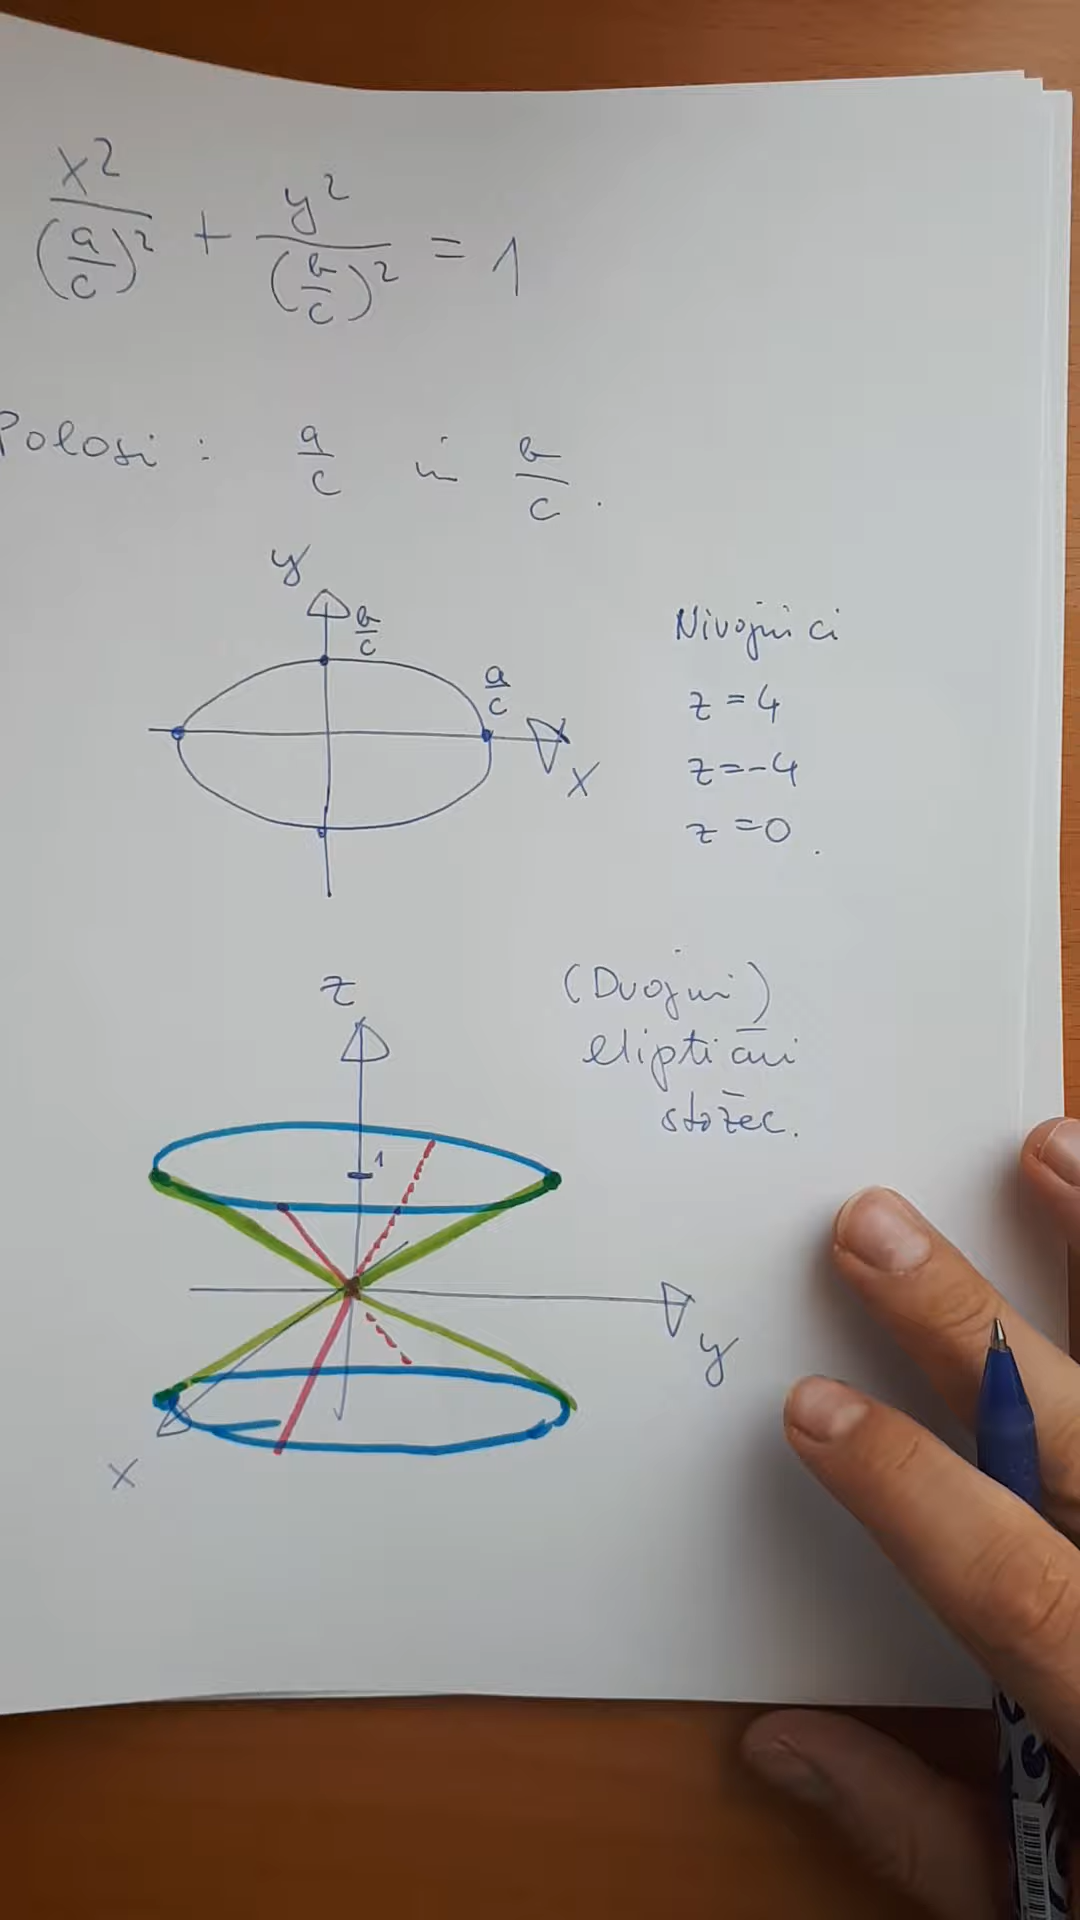 x²/(a/c)² + y²/(b/c)² = 1
Polosi : a/c in b/c .
y
b/c
a/c
x
Nivojnici
z = 4
z = -4
z = 0 .
z
(Dvojni)
eliptični
stožec.
1
y
x